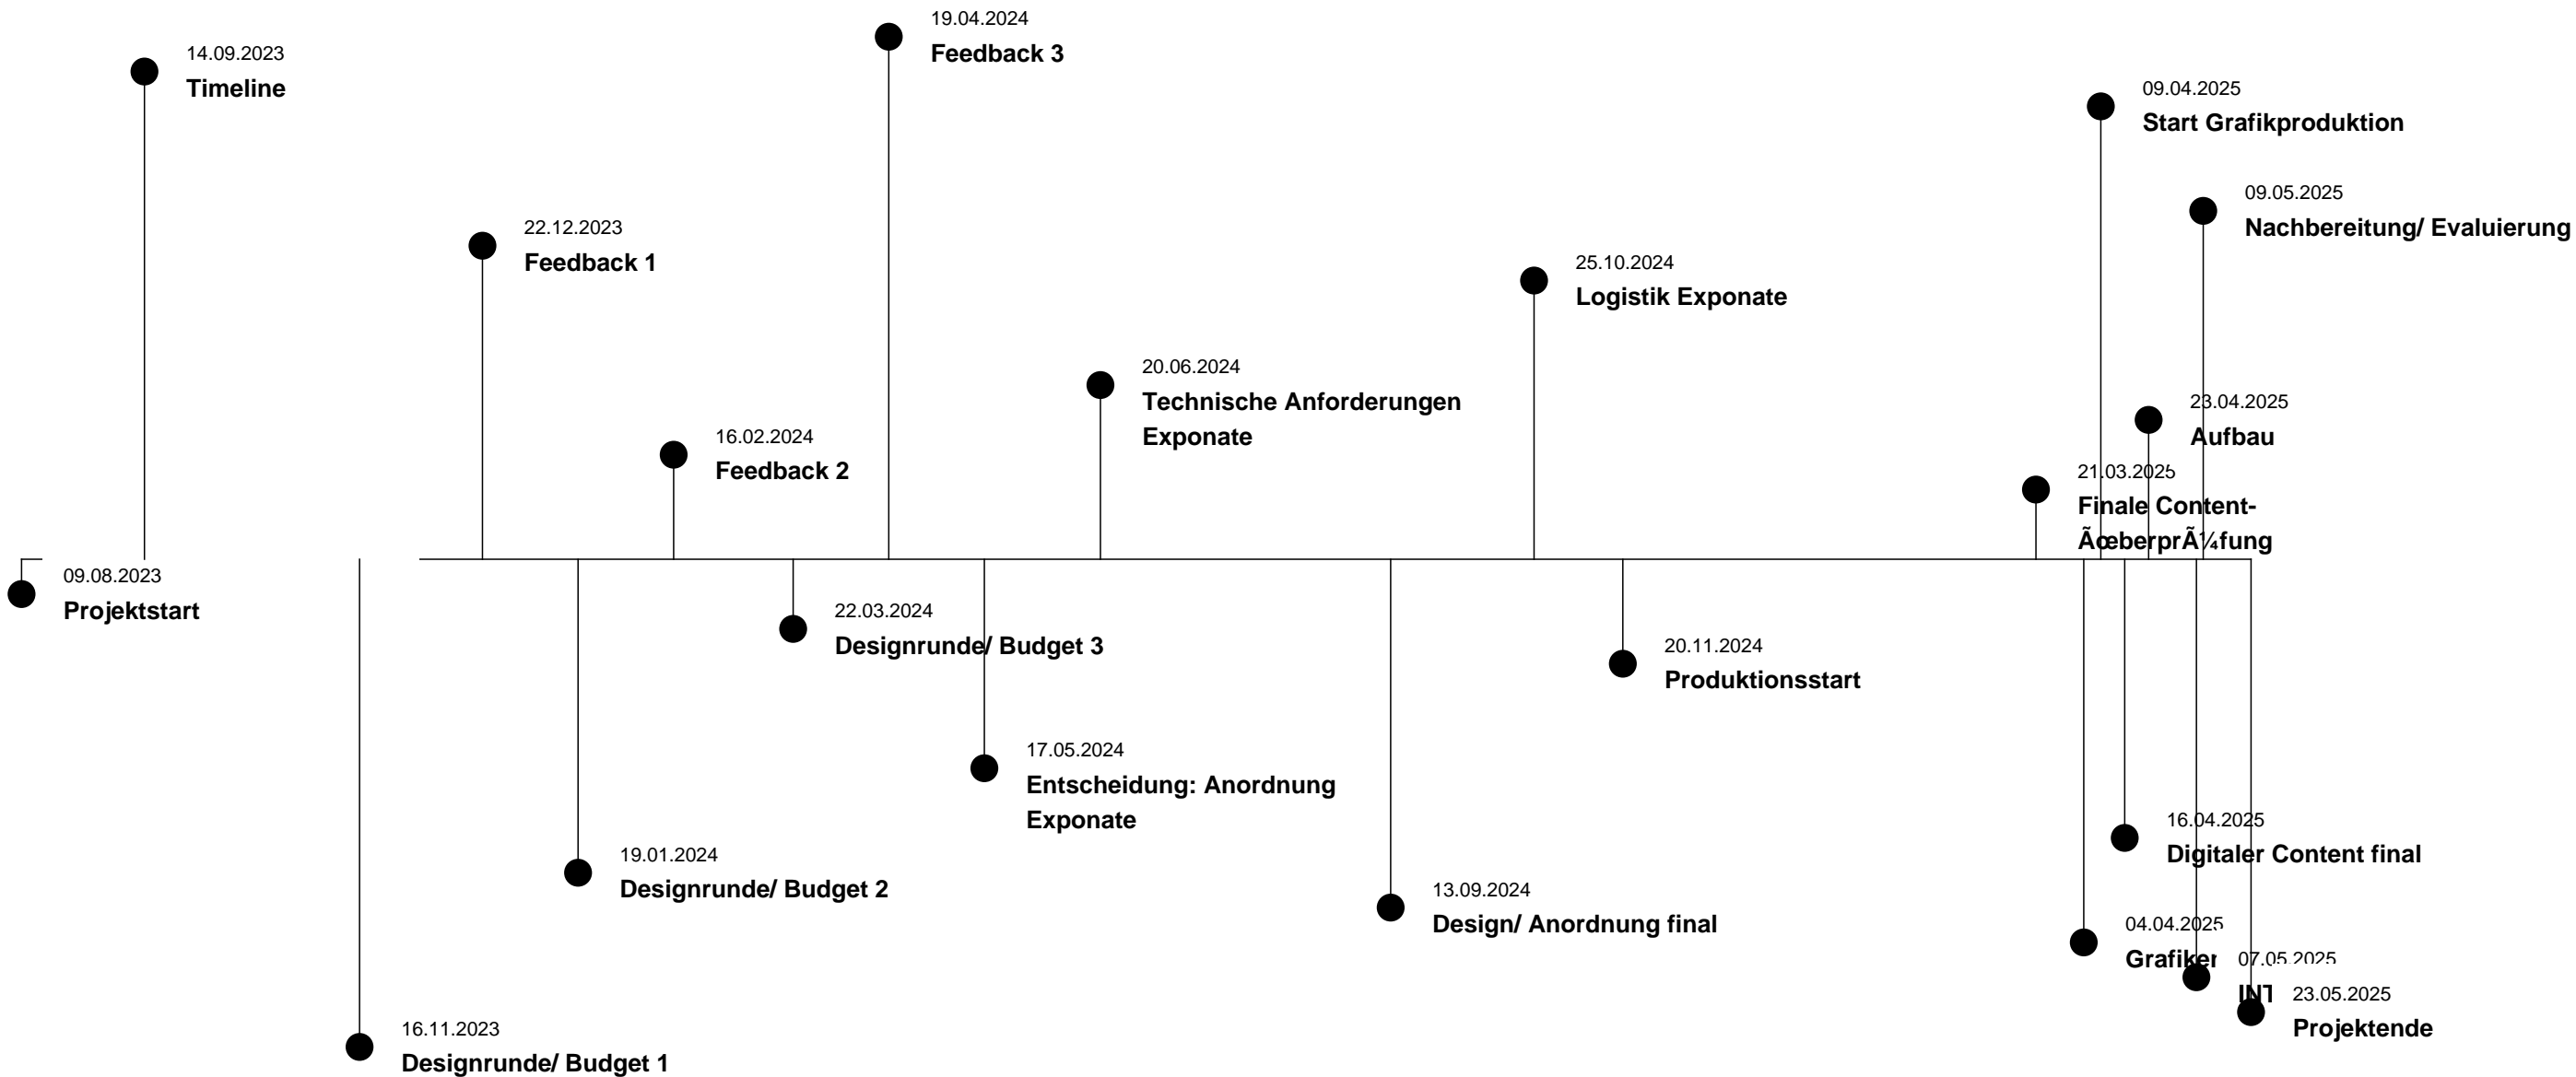 19.04.2024
Feedback 3
14.09.2023
Timeline
09.04.2025
Start Grafikproduktion
09.05.2025
Nachbereitung/ Evaluierung
22.12.2023
Feedback 1
25.10.2024
Logistik Exponate
20.06.2024
Technische Anforderungen
Exponate
23.04.2025
Aufbau
16.02.2024
Feedback 2
21.03.2025
Finale Content-
ÃœberprÃ¼fung
09.08.2023
Projektstart
22.03.2024
Designrunde/ Budget 3
20.11.2024
Produktionsstart
17.05.2024
Entscheidung: Anordnung
Exponate
16.04.2025
Digitaler Content final
19.01.2024
Designrunde/ Budget 2
13.09.2024
Design/ Anordnung final
04.04.2025
07.05.2025
23.05.2025
Projektende
16.11.2023
Designrunde/ Budget 1